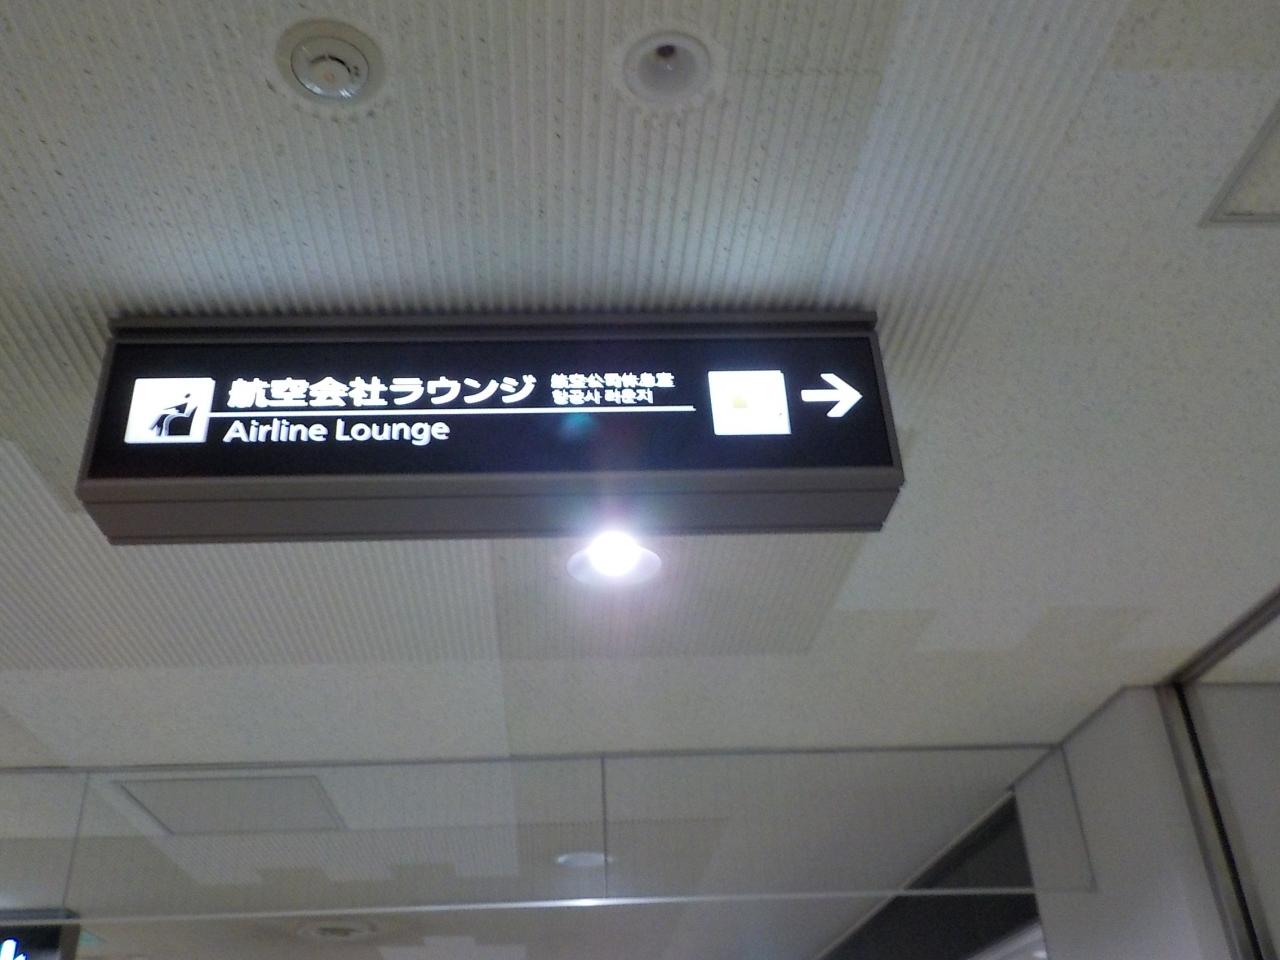 航空会社ラウンジ
航空公司休息室
항공사 라운지
Airline Lounge